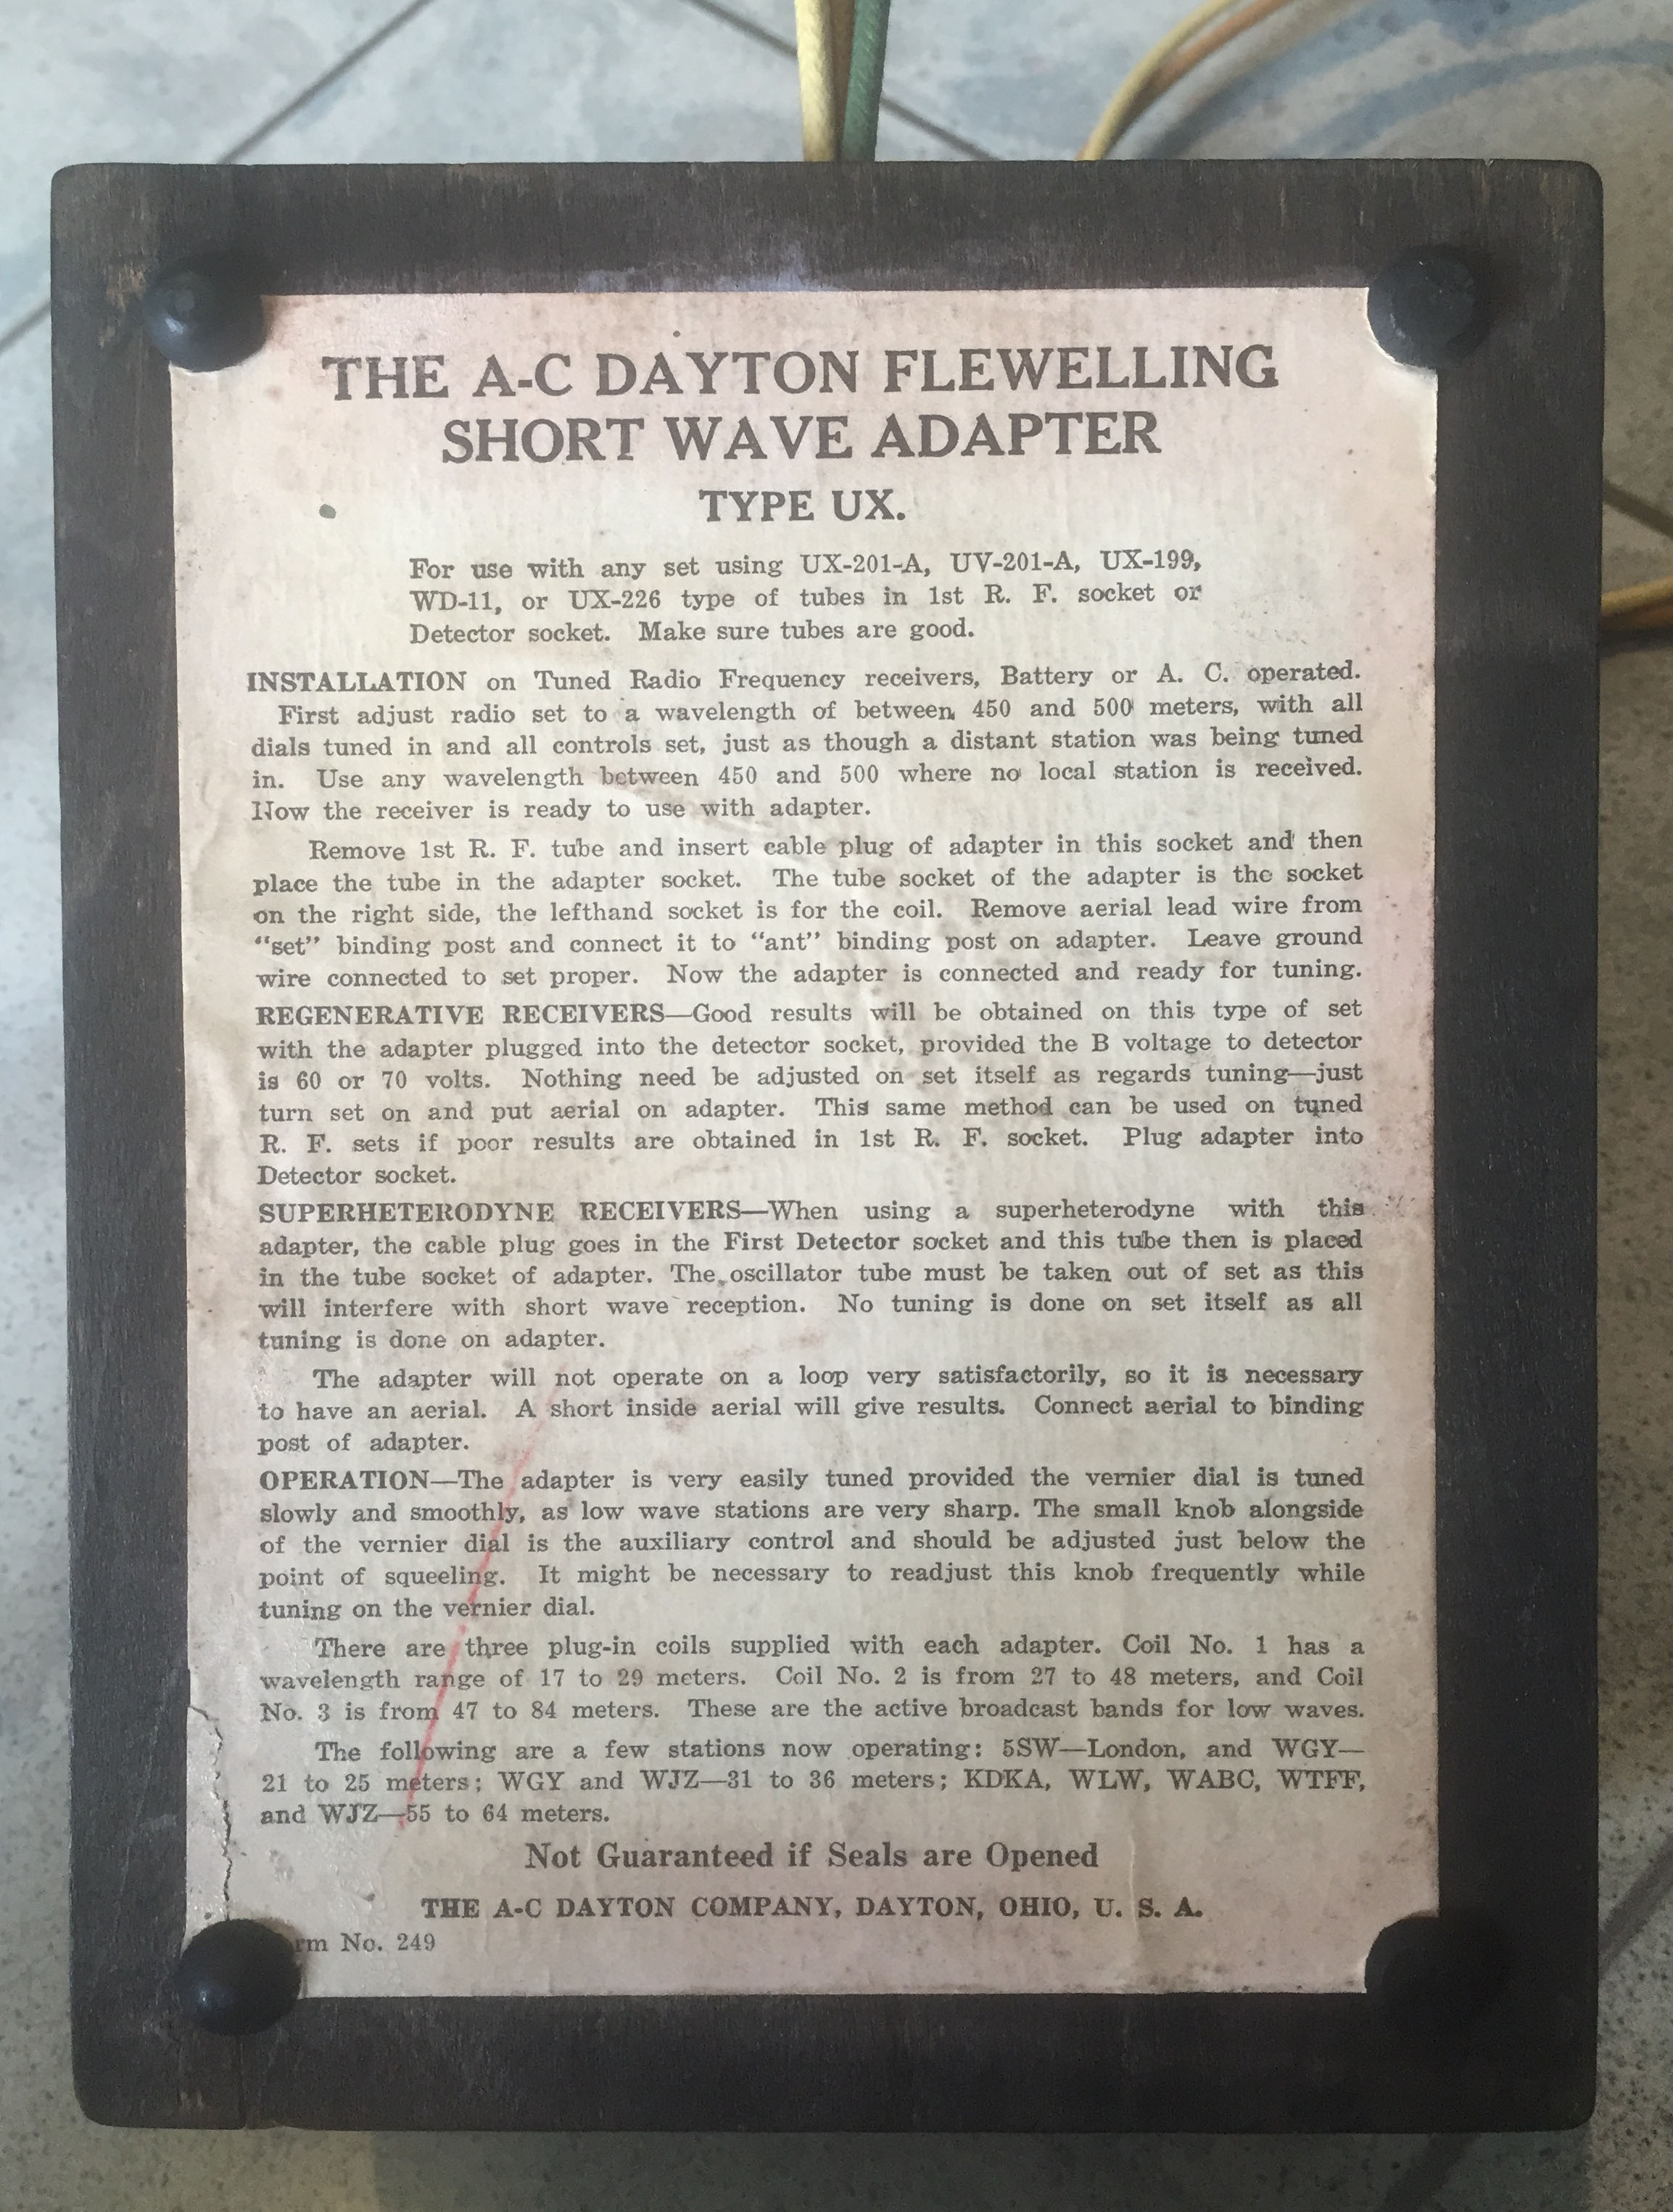 THE A-C DAYTON FLEWELLING
SHORT WAVE ADAPTER
TYPE UX.
For use with any set using UX-201-A, UV-201-A, UX-199,
WD-11, or UX-226 type of tubes in 1st R. F. socket or
Detector socket. Make sure tubes are good.
INSTALLATION on Tuned Radio Frequency receivers, Battery or A. C. operated.
First adjust radio set to a wavelength of between 450 and 500 meters, with all
dials tuned in and all controls set, just as though a distant station was being tuned
in. Use any wavelength between 450 and 500 where no local station is received.
Now the receiver is ready to use with adapter.
Remove 1st R. F. tube and insert cable plug of adapter in this socket and then
place the tube in the adapter socket. The tube socket of the adapter is the socket
on the right side, the lefthand socket is for the coil. Remove aerial lead wire from
“set” binding post and connect it to “ant” binding post on adapter. Leave ground
wire connected to set proper. Now the adapter is connected and ready for tuning.
REGENERATIVE RECEIVERS—Good results will be obtained on this type of set
with the adapter plugged into the detector socket, provided the B voltage to detector
is 60 or 70 volts. Nothing need be adjusted on set itself as regards tuning—just
turn set on and put aerial on adapter. This same method can be used on tuned
R. F. sets if poor results are obtained in 1st R. F. socket. Plug adapter into
Detector socket.
SUPERHETERODYNE RECEIVERS—When using a superheterodyne with this
adapter, the cable plug goes in the First Detector socket and this tube then is placed
in the tube socket of adapter. The oscillator tube must be taken out of set as this
will interfere with short wave reception. No tuning is done on set itself as all
tuning is done on adapter.
The adapter will not operate on a loop very satisfactorily, so it is necessary
to have an aerial. A short inside aerial will give results. Connect aerial to binding
post of adapter.
OPERATION—The adapter is very easily tuned provided the vernier dial is tuned
slowly and smoothly, as low wave stations are very sharp. The small knob alongside
of the vernier dial is the auxiliary control and should be adjusted just below the
point of squeeling. It might be necessary to readjust this knob frequently while
tuning on the vernier dial.
There are three plug-in coils supplied with each adapter. Coil No. 1 has a
wavelength range of 17 to 29 meters. Coil No. 2 is from 27 to 48 meters, and Coil
No. 3 is from 47 to 84 meters. These are the active broadcast bands for low waves.
The following are a few stations now operating: 5SW—London, and WGY—
21 to 25 meters; WGY and WJZ—31 to 36 meters; KDKA, WLW, WABC, WTFF,
and WJZ—55 to 64 meters.
Not Guaranteed if Seals are Opened
THE A-C DAYTON COMPANY, DAYTON, OHIO, U. S. A.
rm No. 249